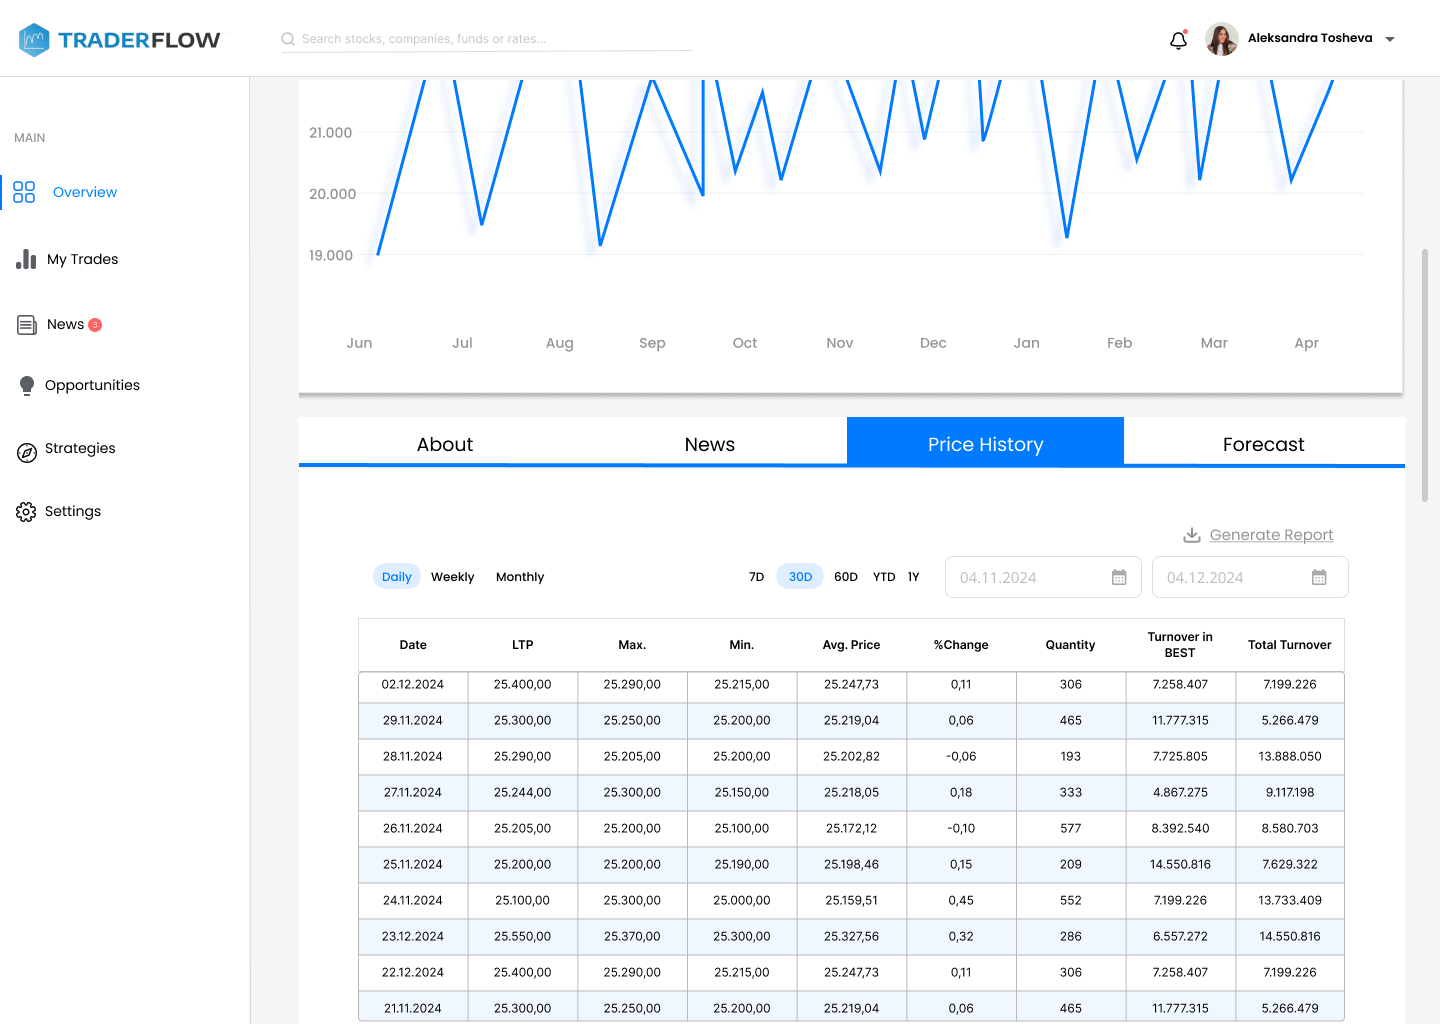 TRADERFLOW
Search stocks, companies, funds or rates...
Aleksandra Tosheva
MAIN
Overview
My Trades
News 3
Opportunities
Strategies
Settings
21.000
20.000
19.000
Jun Jul Aug Sep Oct Nov Dec Jan Feb Mar Apr
About News Price History Forecast
Generate Report
Daily Weekly Monthly 7D 30D 60D YTD 1Y 04.11.2024 04.12.2024
Date LTP Max. Min. Avg. Price %Change Quantity Turnover in BEST Total Turnover
02.12.2024 25.400,00 25.290,00 25.215,00 25.247,73 0,11 306 7.258.407 7.199.226
29.11.2024 25.300,00 25.250,00 25.200,00 25.219,04 0,06 465 11.777.315 5.266.479
28.11.2024 25.290,00 25.205,00 25.200,00 25.202,82 -0,06 193 7.725.805 13.888.050
27.11.2024 25.244,00 25.300,00 25.150,00 25.218,05 0,18 333 4.867.275 9.117.198
26.11.2024 25.205,00 25.200,00 25.100,00 25.172,12 -0,10 577 8.392.540 8.580.703
25.11.2024 25.200,00 25.200,00 25.190,00 25.198,46 0,15 209 14.550.816 7.629.322
24.11.2024 25.100,00 25.300,00 25.000,00 25.159,51 0,45 552 7.199.226 13.733.409
23.12.2024 25.550,00 25.370,00 25.300,00 25.327,56 0,32 286 6.557.272 14.550.816
22.12.2024 25.400,00 25.290,00 25.215,00 25.247,73 0,11 306 7.258.407 7.199.226
21.11.2024 25.300,00 25.250,00 25.200,00 25.219,04 0,06 465 11.777.315 5.266.479